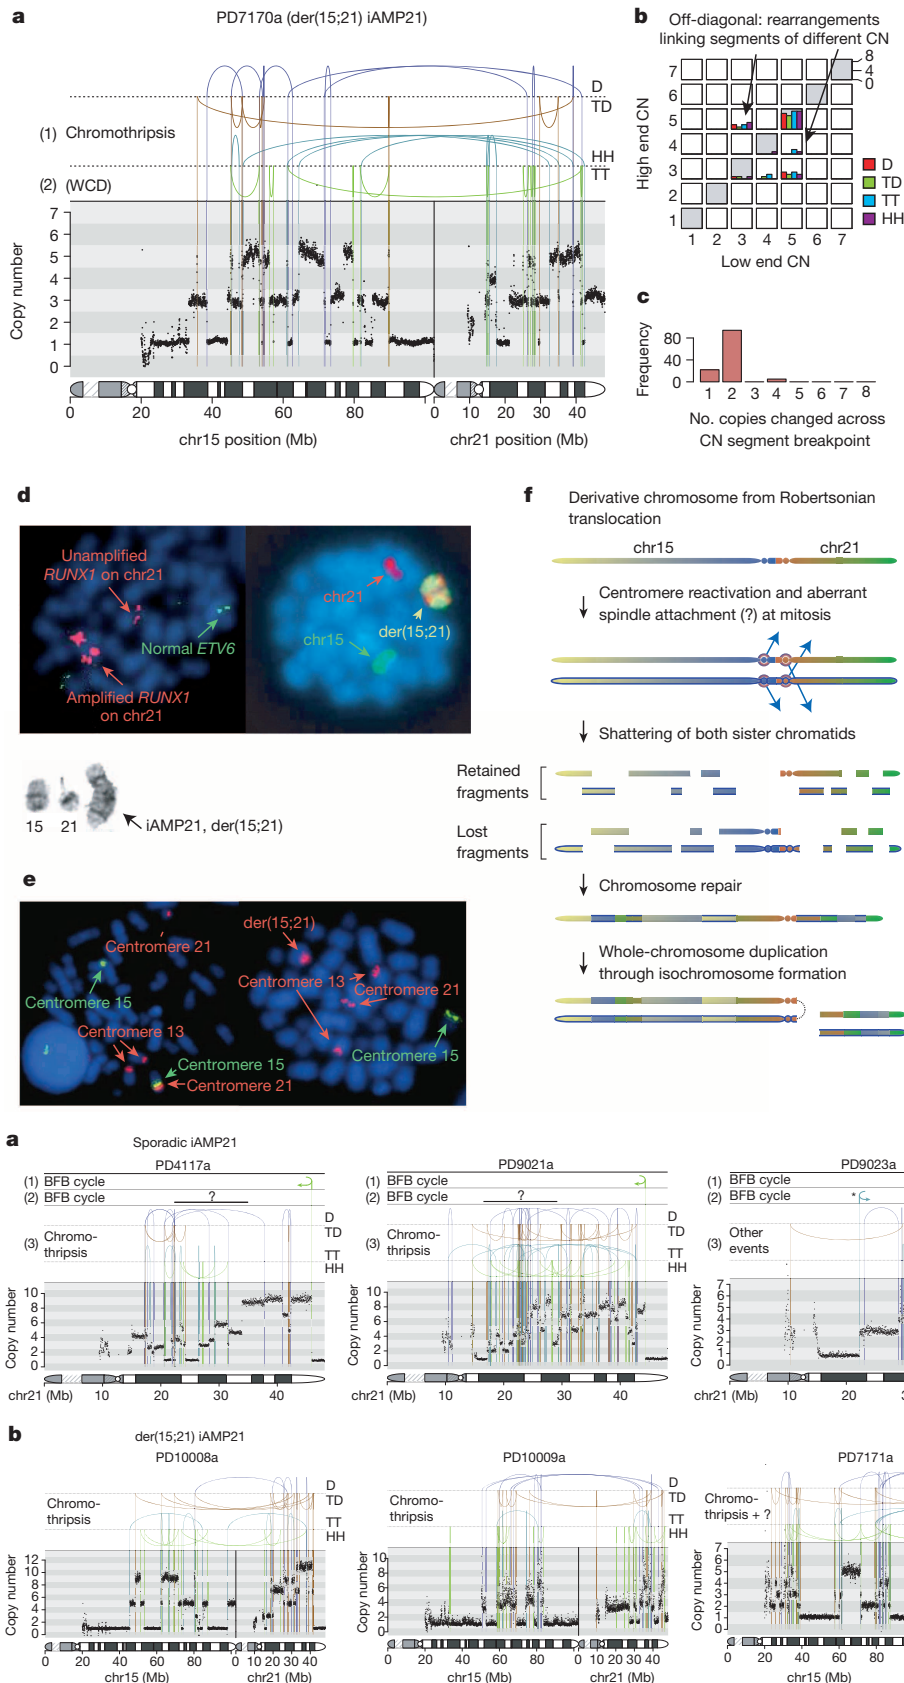 a
PD7170a (der(15;21) iAMP21)
D
TD
(1) Chromothripsis
HH
TT
(2) (WCD)
7
6
5
4
3
2
1
0
Copy number
0 20 40 60 80 0 20 40
chr15 position (Mb)
chr21 position (Mb)
b
Off-diagonal: rearrangements
linking segments of different CN
7
6
5
4
3
2
1
8
4
0
High end CN
D
TD
TT
HH
1 2 3 4 5 6 7
Low end CN
c
80
40
0
Frequency
1 2 3 4 5 6 7 8
No. copies changed across
CN segment breakpoint
d
Unamplified
RUNX1 on chr21
Normal ETV6
Amplified RUNX1
on chr21
chr21
der(15;21)
chr15
15 21
iAMP21, der(15;21)
e
Centromere 21
Centromere 15
Centromere 13
Centromere 15
Centromere 21
der(15;21)
Centromere 13
Centromere 21
Centromere 15
f
Derivative chromosome from Robertsonian
translocation
chr15
chr21
Centromere reactivation and aberrant
spindle attachment (?) at mitosis
Shattering of both sister chromatids
Retained
fragments
Lost
fragments
Chromosome repair
Whole-chromosome duplication
through isochromosome formation
a
Sporadic iAMP21
PD4117a
(1) BFB cycle
(2) BFB cycle
?
D
TD
(3) Chromo-
thripsis
TT
HH
10
8
6
4
2
0
Copy number
chr21 (Mb)
10 20 30 40
PD9021a
(1) BFB cycle
(2) BFB cycle
?
D
TD
(3) Chromo-
thripsis
TT
HH
10
8
6
4
2
0
Copy number
chr21 (Mb)
10 20 30 40
PD9023a
(1) BFB cycle
(2) BFB cycle
*
(3) Other
events
7
6
5
4
3
2
1
0
Copy number
chr21 (Mb)
10 20 3
b
der(15;21) iAMP21
PD10008a
D
TD
Chromo-
thripsis
TT
HH
12
10
8
6
4
2
0
Copy number
0 20 40 60 80 0 20 40
chr15 (Mb)
chr21 (Mb)
PD10009a
D
TD
Chromo-
thripsis
TT
HH
10
8
6
4
2
0
Copy number
0 20 40 60 80 0 20 40
chr15 (Mb)
chr21 (Mb)
PD7171a
Chromo-
thripsis + ?
7
6
5
4
3
2
1
0
Copy number
0 20 40 60 80
chr15 (Mb)